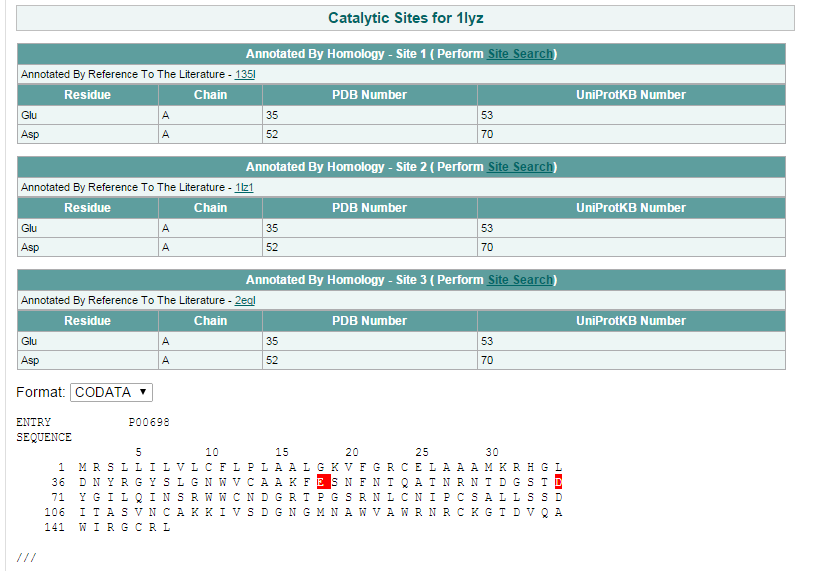 Catalytic Sites for 1lyz
Annotated By Homology - Site 1 ( Perform Site Search)
Annotated By Reference To The Literature - 135l
Residue Chain PDB Number UniProtKB Number
Glu A 35 53
Asp A 52 70
Annotated By Homology - Site 2 ( Perform Site Search)
Annotated By Reference To The Literature - 1lz1
Residue Chain PDB Number UniProtKB Number
Glu A 35 53
Asp A 52 70
Annotated By Homology - Site 3 ( Perform Site Search)
Annotated By Reference To The Literature - 2eql
Residue Chain PDB Number UniProtKB Number
Glu A 35 53
Asp A 52 70
Format: CODATA ▼
ENTRY P00698
SEQUENCE
5 10 15 20 25 30
1 M R S L L I L V L C F L P L A A L G K V F G R C E L A A A M K R H G L
36 D N Y R G Y S L G N W V C A A K F E S N F N T Q A T N R N T D G S T D
71 Y G I L Q I N S R W W C N D G R T P G S R N L C N I P C S A L L S S D
106 I T A S V N C A K K I V S D G N G M N A W V A W R N R C K G T D V Q A
141 W I R G C R L
///